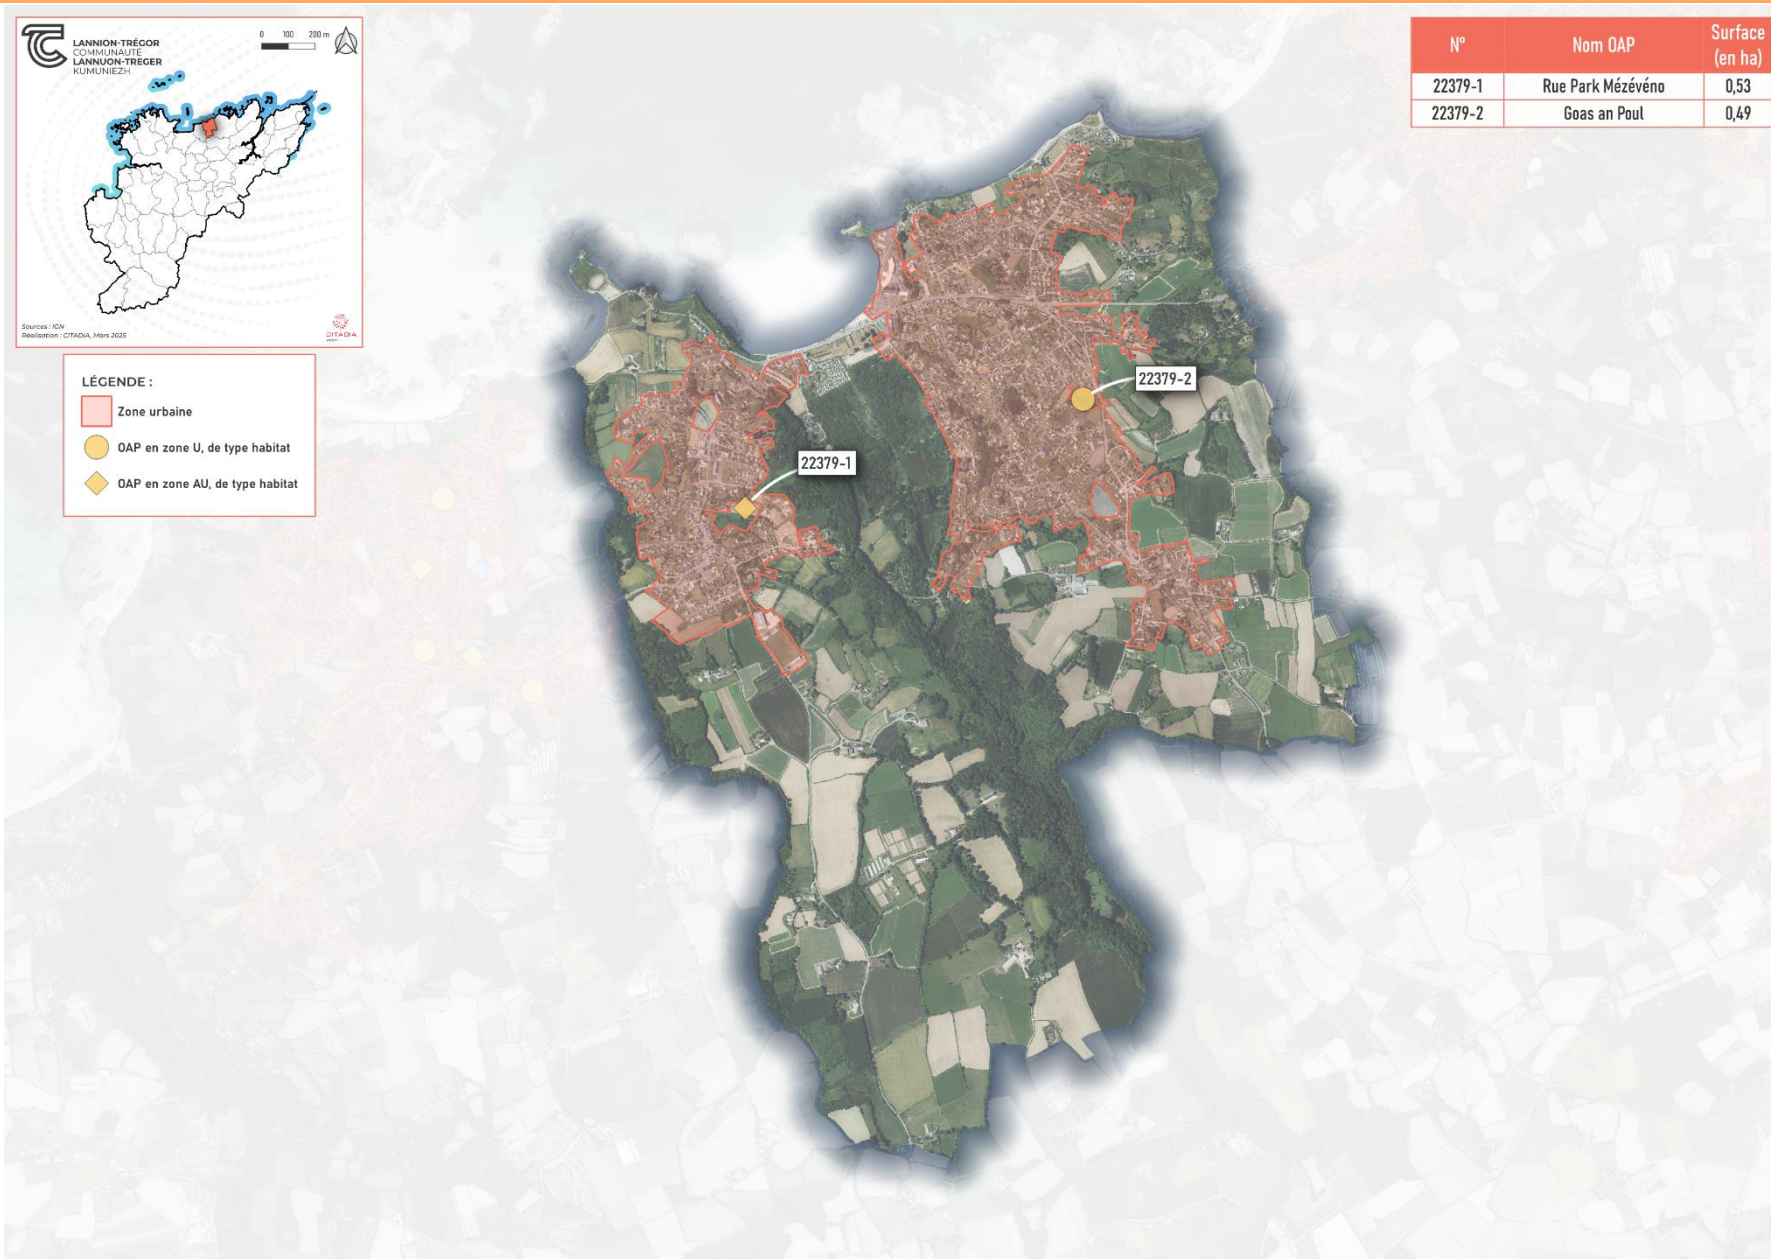 LANNION-TRÉGOR
COMMUNAUTÉ
LANNUON-TREGER
KUMUNIEZH
0 100 200 m
Sources : IGN
Réalisation : CITADIA, Mars 2025
CITADIA
LÉGENDE :
Zone urbaine
OAP en zone U, de type habitat
OAP en zone AU, de type habitat
N° Nom OAP Surface
(en ha)
22379-1 Rue Park Mézévéno 0,53
22379-2 Goas an Poul 0,49
22379-2
22379-1